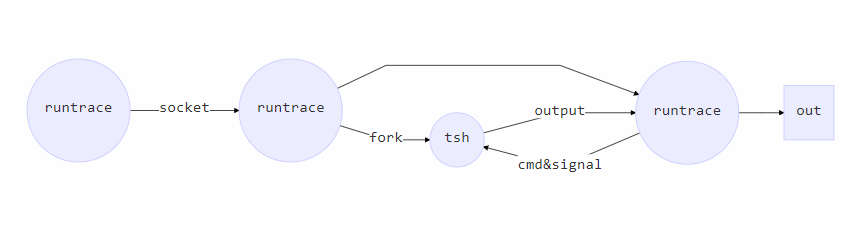 runtrace
socket
runtrace
fork
tsh
output
cmd&signal
runtrace
out